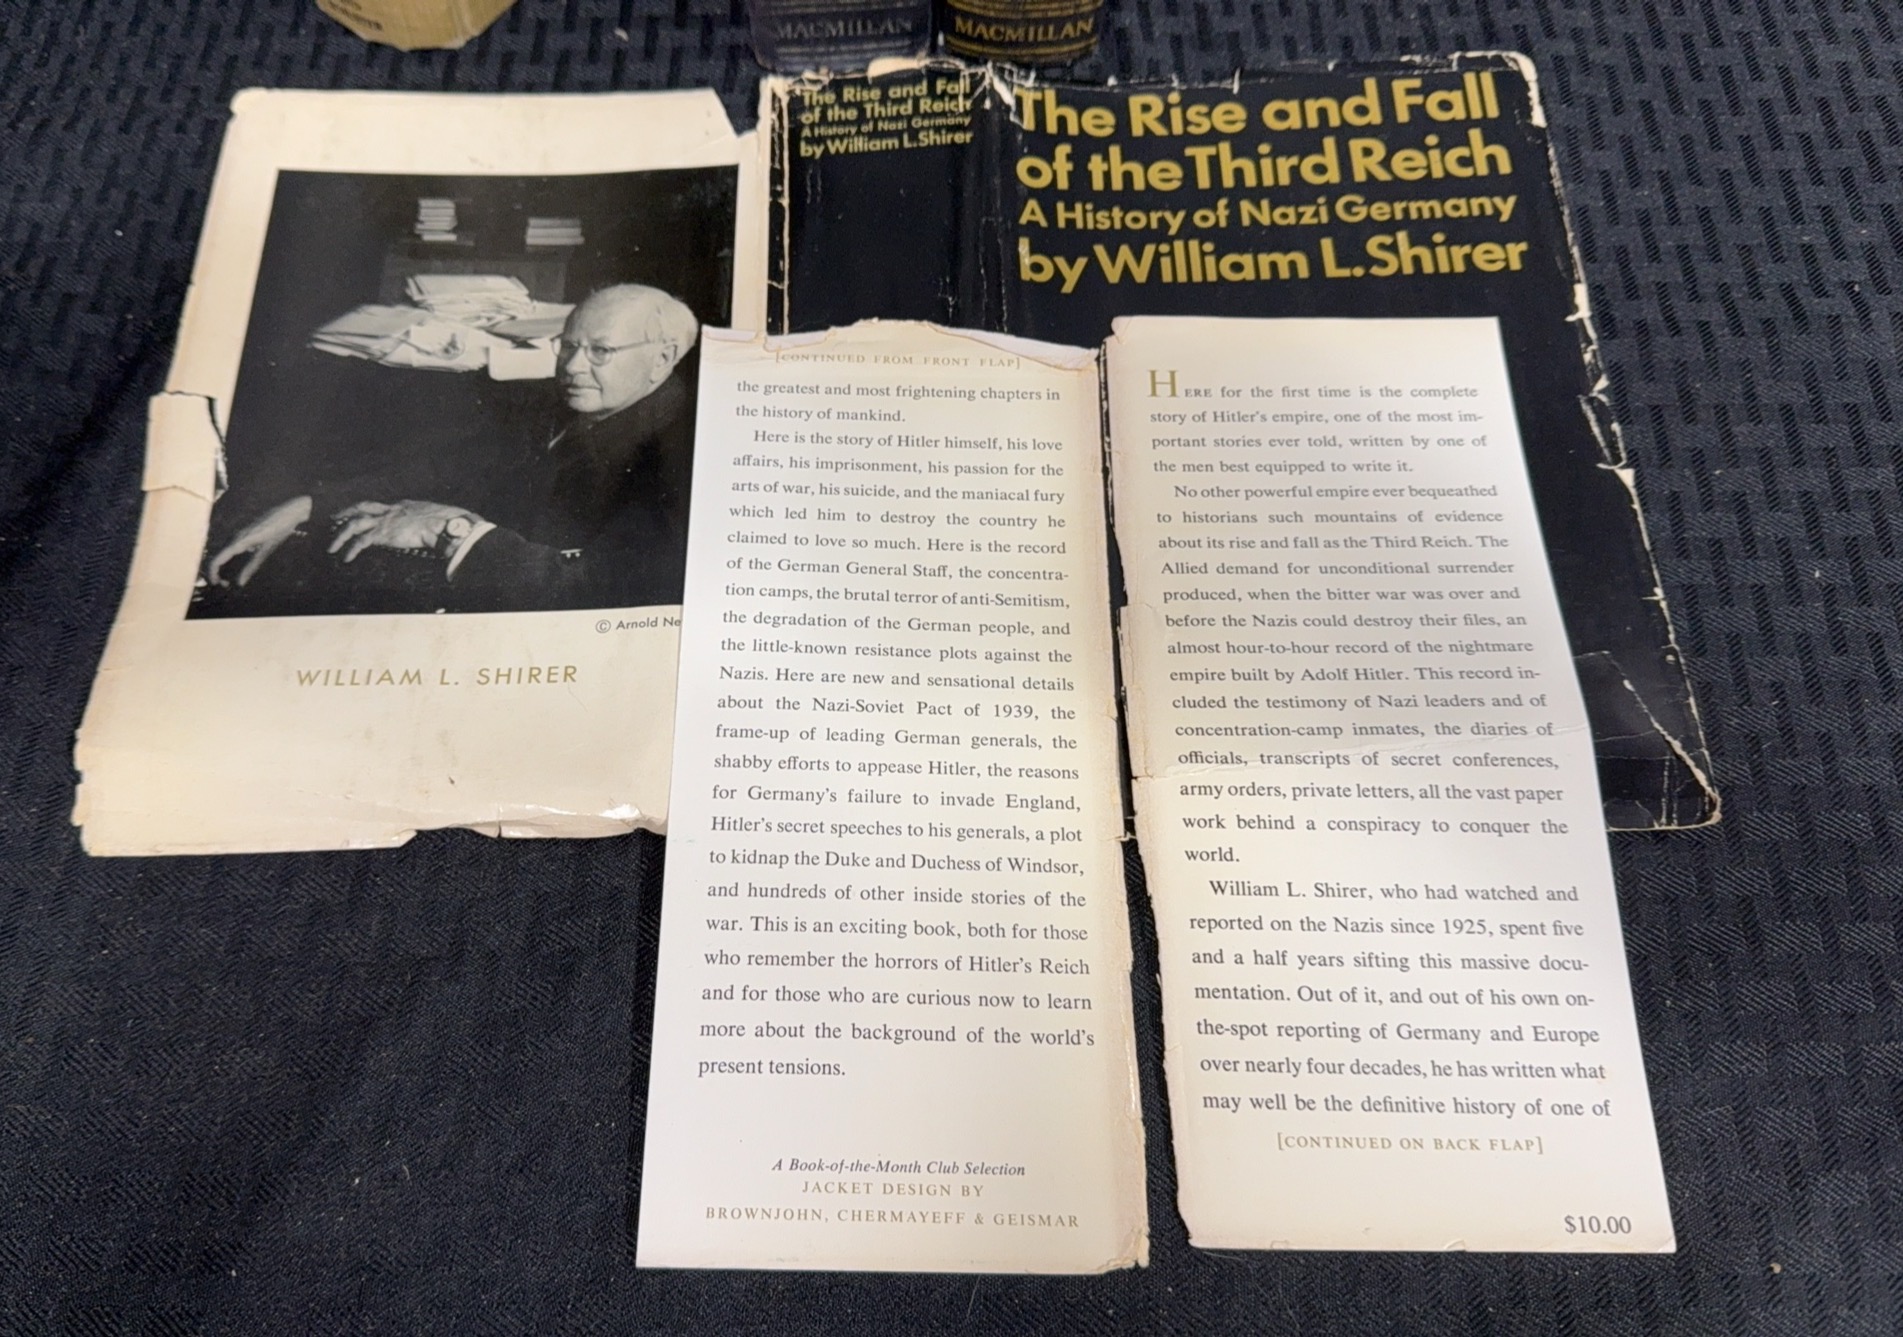 MACMILLAN
MACMILLAN
The Rise and Fall
of the Third Reich
A History of Nazi Germany
by William L. Shirer
The Rise and Fall
of the Third Reich
A History of Nazi Germany
by William L. Shirer
© Arnold Ne
WILLIAM L. SHIRER
[CONTINUED FROM FRONT FLAP]
the greatest and most frightening chapters in
the history of mankind.
Here is the story of Hitler himself, his love
affairs, his imprisonment, his passion for the
arts of war, his suicide, and the maniacal fury
which led him to destroy the country he
claimed to love so much. Here is the record
of the German General Staff, the concentra-
tion camps, the brutal terror of anti-Semitism,
the degradation of the German people, and
the little-known resistance plots against the
Nazis. Here are new and sensational details
about the Nazi-Soviet Pact of 1939, the
frame-up of leading German generals, the
shabby efforts to appease Hitler, the reasons
for Germany's failure to invade England,
Hitler's secret speeches to his generals, a plot
to kidnap the Duke and Duchess of Windsor,
and hundreds of other inside stories of the
war. This is an exciting book, both for those
who remember the horrors of Hitler's Reich
and for those who are curious now to learn
more about the background of the world's
present tensions.
A Book-of-the-Month Club Selection
JACKET DESIGN BY
BROWNJOHN, CHERMAYEFF & GEISMAR
HERE for the first time is the complete
story of Hitler's empire, one of the most im-
portant stories ever told, written by one of
the men best equipped to write it.
No other powerful empire ever bequeathed
to historians such mountains of evidence
about its rise and fall as the Third Reich. The
Allied demand for unconditional surrender
produced, when the bitter war was over and
before the Nazis could destroy their files, an
almost hour-to-hour record of the nightmare
empire built by Adolf Hitler. This record in-
cluded the testimony of Nazi leaders and of
concentration-camp inmates, the diaries of
officials, transcripts of secret conferences,
army orders, private letters, all the vast paper
work behind a conspiracy to conquer the
world.
William L. Shirer, who had watched and
reported on the Nazis since 1925, spent five
and a half years sifting this massive docu-
mentation. Out of it, and out of his own on-
the-spot reporting of Germany and Europe
over nearly four decades, he has written what
may well be the definitive history of one of
[CONTINUED ON BACK FLAP]
$10.00